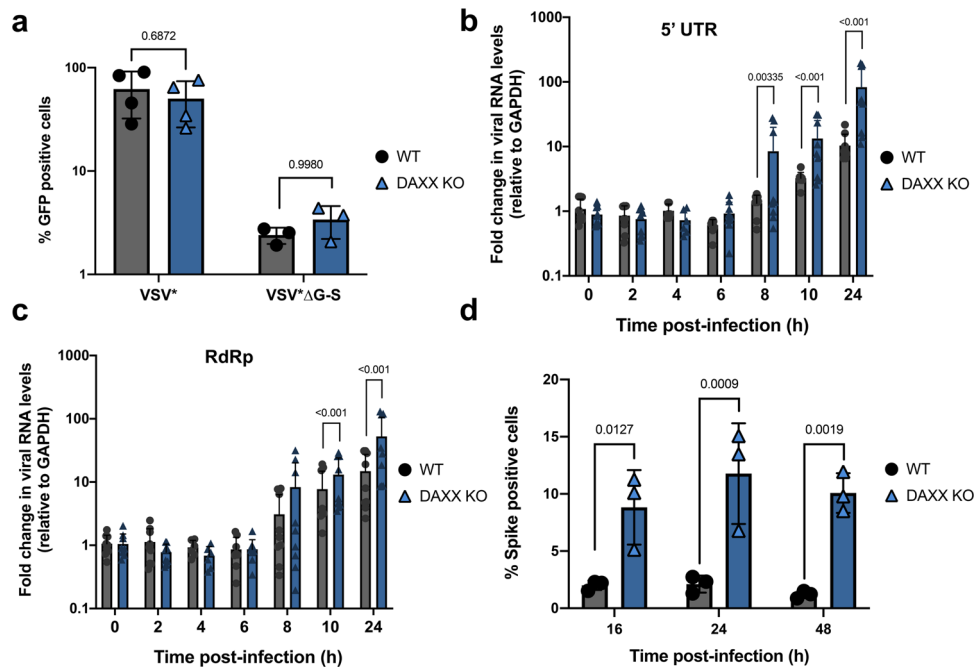 a
% GFP positive cells
100
10
1
0.6872
0.9980
VSV*
VSV*ΔG-S
WT
DAXX KO
b
5’ UTR
Fold change in viral RNA levels
(relative to GAPDH)
1000
100
10
1
0.1
0.00335
<0.001
<0.001
0 2 4 6 8 10 24
Time post-infection (h)
WT
DAXX KO
c
RdRp
Fold change in viral RNA levels
(relative to GAPDH)
1000
100
10
1
0.1
<0.001
<0.001
0 2 4 6 8 10 24
Time post-infection (h)
WT
DAXX KO
d
% Spike positive cells
20
15
10
5
0
0.0127
0.0009
0.0019
16 24 48
Time post-infection (h)
WT
DAXX KO